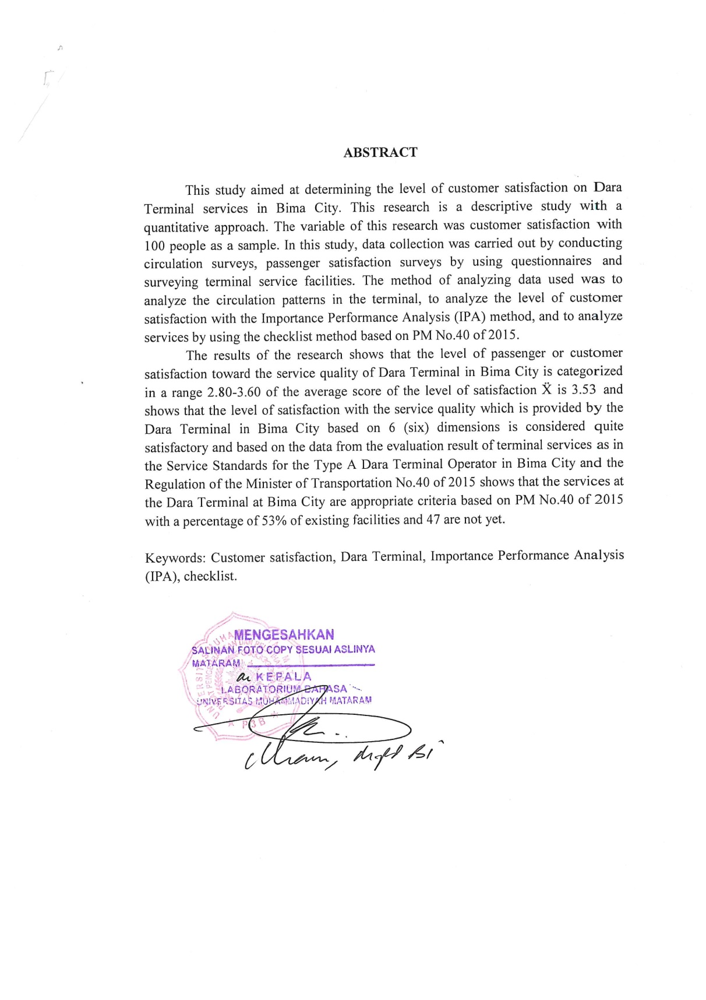 ABSTRACT
This study aimed at determining the level of customer satisfaction on Dara
Terminal services in Bima City. This research is a descriptive study with a
quantitative approach. The variable of this research was customer satisfaction with
100 people as a sample. In this study, data collection was carried out by conducting
circulation surveys, passenger satisfaction surveys by using questionnaires and
surveying terminal service facilities. The method of analyzing data used was to
analyze the circulation patterns in the terminal, to analyze the level of customer
satisfaction with the Importance Performance Analysis (IPA) method, and to analyze
services by using the checklist method based on PM No.40 of 2015.
The results of the research shows that the level of passenger or customer
satisfaction toward the service quality of Dara Terminal in Bima City is categorized
in a range 2.80-3.60 of the average score of the level of satisfaction Ẍ is 3.53 and
shows that the level of satisfaction with the service quality which is provided by the
Dara Terminal in Bima City based on 6 (six) dimensions is considered quite
satisfactory and based on the data from the evaluation result of terminal services as in
the Service Standards for the Type A Dara Terminal Operator in Bima City and the
Regulation of the Minister of Transportation No.40 of 2015 shows that the services at
the Dara Terminal at Bima City are appropriate criteria based on PM No.40 of 2015
with a percentage of 53% of existing facilities and 47 are not yet.
Keywords: Customer satisfaction, Dara Terminal, Importance Performance Analysis
(IPA), checklist.
MENGESAHKAN
SALINAN FOTO COPY SESUAI ASLINYA
MATARAM
KEPALA
LABORATORIUM BAHASA
UNIVERSITAS MUHAMMADIYAH MATARAM
P3B